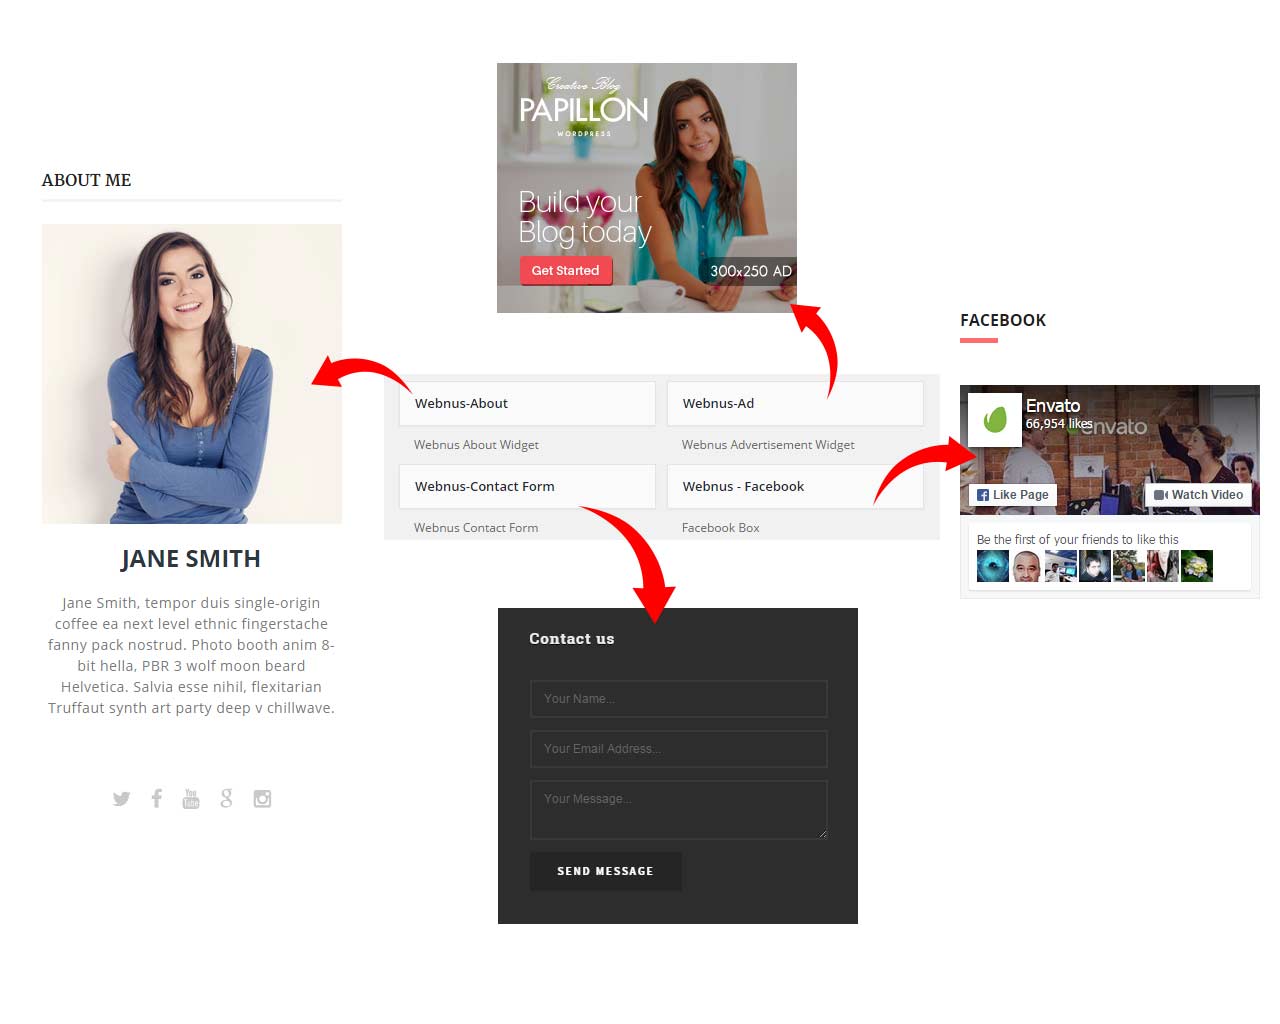 ABOUT ME
JANE SMITH
Jane Smith, tempor duis single-origin
coffee ea next level ethnic fingerstache
fanny pack nostrud. Photo booth anim 8-
bit hella, PBR 3 wolf moon beard
Helvetica. Salvia esse nihil, flexitarian
Truffaut synth art party deep v chillwave.
You
Tube
Creative Blog
PAPILLON
WORDPRESS
Build your
Blog today
Get Started
300x250 AD
Webnus-About
Webnus-Ad
Webnus About Widget
Webnus Advertisement Widget
Webnus-Contact Form
Webnus - Facebook
Webnus Contact Form
Facebook Box
Contact us
Your Name...
Your Email Address...
Your Message...
SEND MESSAGE
FACEBOOK
Envato
66,954 likes
envato
Like Page
Watch Video
Be the first of your friends to like this